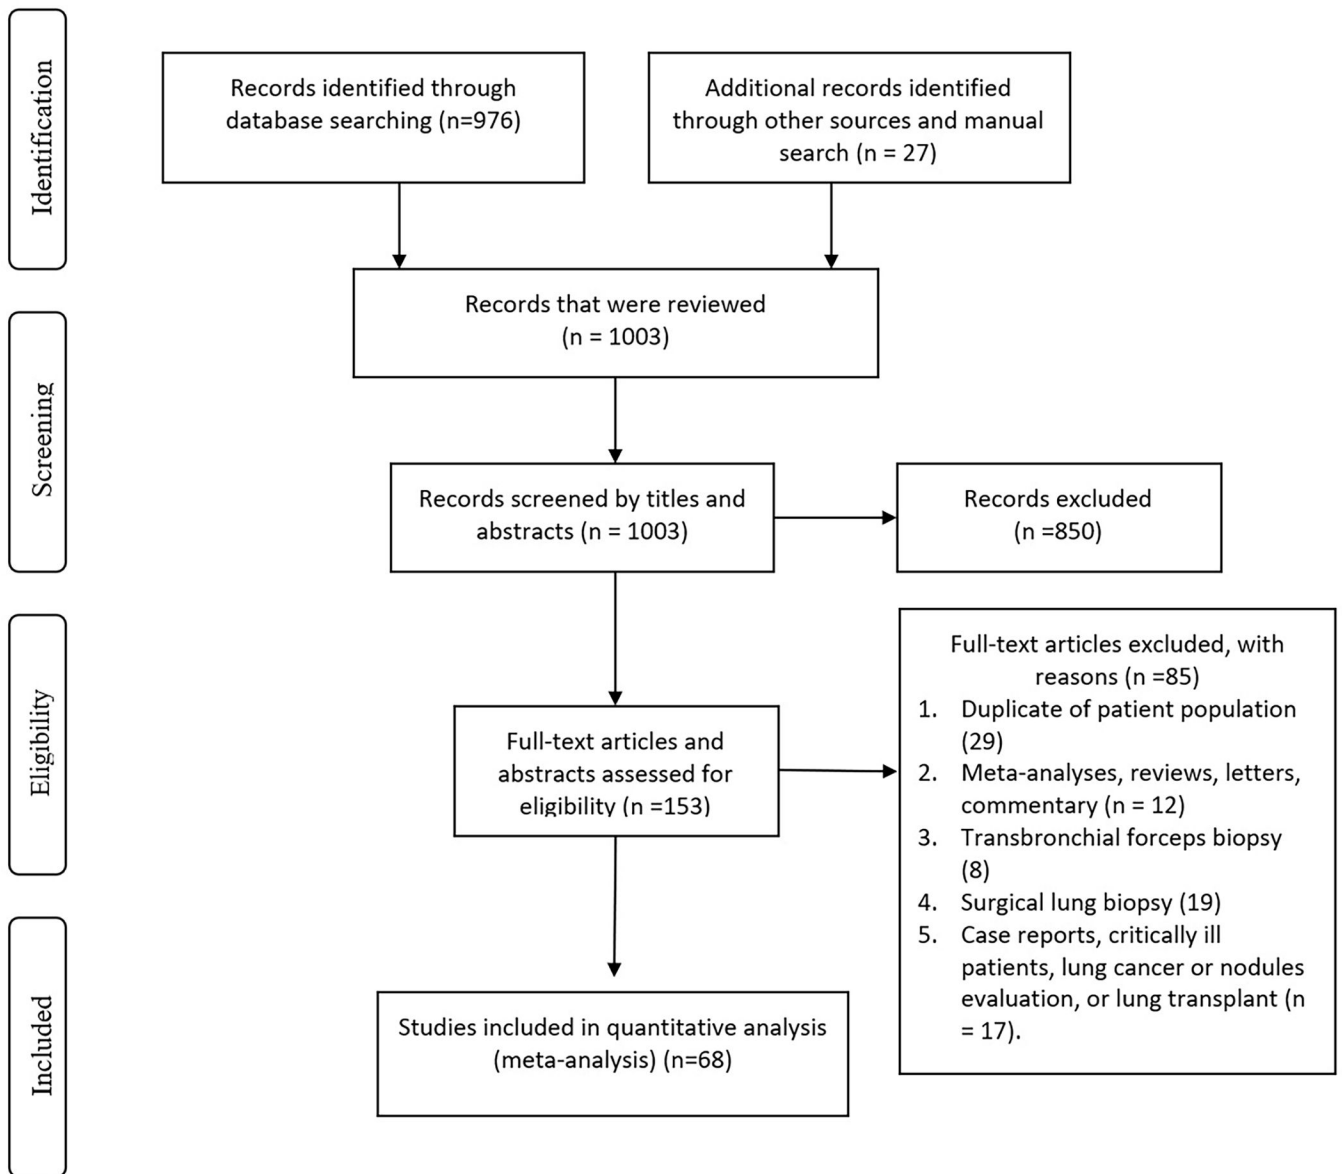 Identification
Records identified through
database searching (n=976)
Additional records identified
through other sources and manual
search (n = 27)
Records that were reviewed
(n = 1003)
Screening
Records screened by titles and
abstracts (n = 1003)
Records excluded
(n =850)
Eligibility
Full-text articles and
abstracts assessed for
eligibility (n =153)
Full-text articles excluded, with
reasons (n =85)
1. Duplicate of patient population
(29)
2. Meta-analyses, reviews, letters,
commentary (n = 12)
3. Transbronchial forceps biopsy
(8)
4. Surgical lung biopsy (19)
5. Case reports, critically ill
patients, lung cancer or nodules
evaluation, or lung transplant (n
= 17).
Included
Studies included in quantitative analysis
(meta-analysis) (n=68)